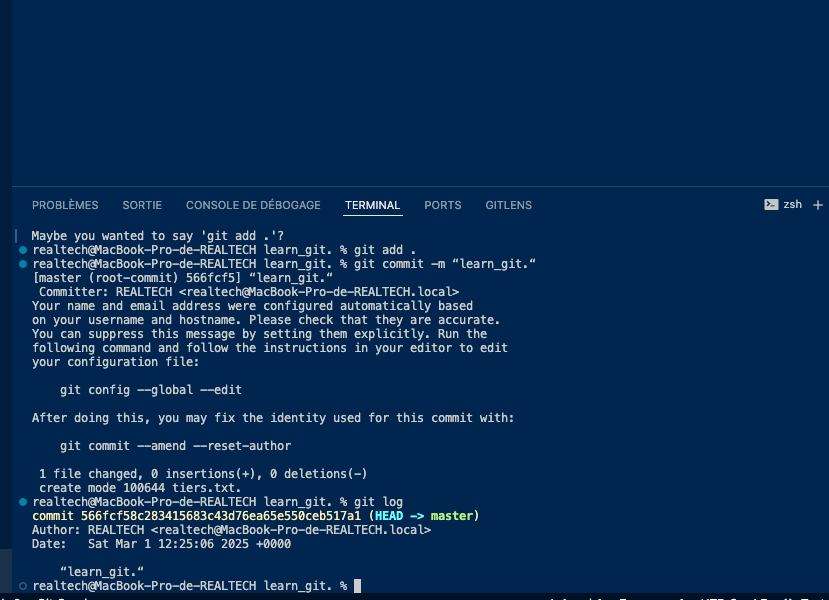 PROBLÈMES SORTIE CONSOLE DE DÉBOGAGE TERMINAL PORTS GITLENS zsh +
Maybe you wanted to say 'git add .'?
realtech@MacBook-Pro-de-REALTECH learn_git. % git add .
realtech@MacBook-Pro-de-REALTECH learn_git. % git commit -m “learn_git.“
[master (root-commit) 566fcf5] “learn_git.“
Committer: REALTECH <realtech@MacBook-Pro-de-REALTECH.local>
Your name and email address were configured automatically based
on your username and hostname. Please check that they are accurate.
You can suppress this message by setting them explicitly. Run the
following command and follow the instructions in your editor to edit
your configuration file:
git config --global --edit
After doing this, you may fix the identity used for this commit with:
git commit --amend --reset-author
1 file changed, 0 insertions(+), 0 deletions(-)
create mode 100644 tiers.txt.
realtech@MacBook-Pro-de-REALTECH learn_git. % git log
commit 566fcf58c283415683c43d76ea65e550ceb517a1 (HEAD -> master)
Author: REALTECH <realtech@MacBook-Pro-de-REALTECH.local>
Date: Sat Mar 1 12:25:06 2025 +0000
“learn_git.“
realtech@MacBook-Pro-de-REALTECH learn_git. %